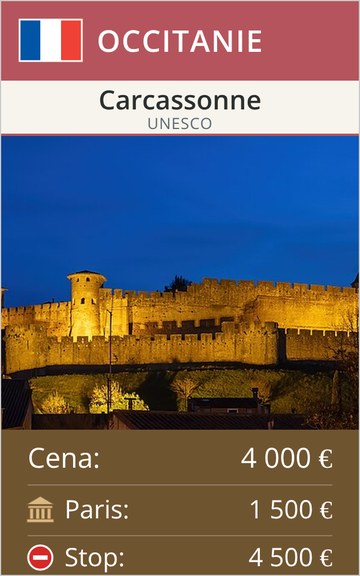 OCCITANIE
Carcassonne
UNESCO
Cena: 4 000 €
Paris: 1 500 €
Stop: 4 500 €